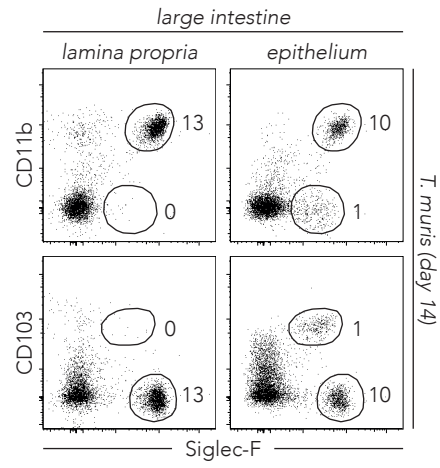 large intestine
lamina propria epithelium
CD11b
13
0
10
1
CD103
0
13
1
10
Siglec-F
T. muris (day 14)